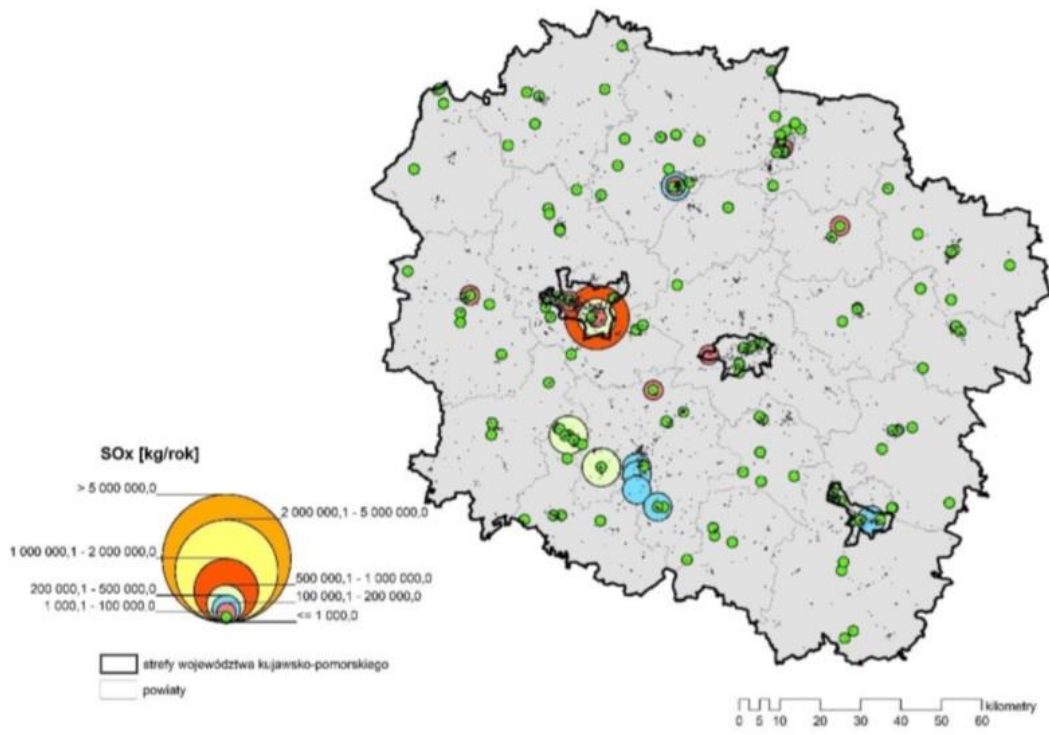 SOx [kg/rok]
> 5 000 000,0
2 000 000,1 - 5 000 000,0
1 000 000,1 - 2 000 000,0
500 000,1 - 1 000 000,0
200 000,1 - 500 000,0
100 000,1 - 200 000,0
1 000,1 - 100 000,0
<= 1 000,0
strefy województwa kujawsko-pomorskiego
powiaty
kilometry
0 5 10 20 30 40 50 60